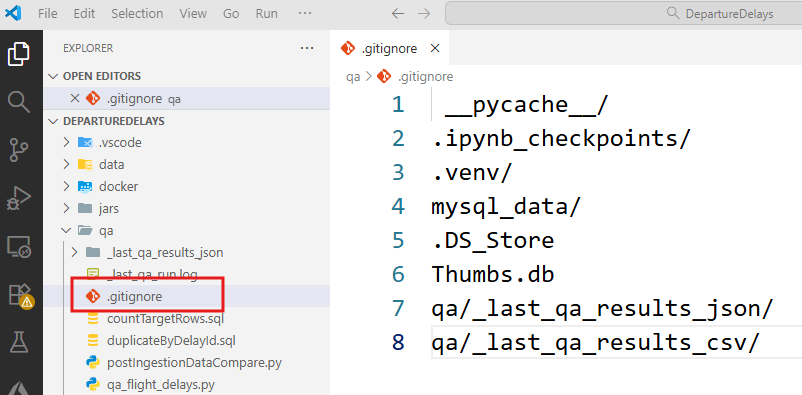 File Edit Selection View Go Run ···
DepartureDelays
EXPLORER ···
OPEN EDITORS
.gitignore qa
DEPARTUREDELAYS
.vscode
data
docker
jars
qa
_last_qa_results_json
_last_qa_run.log
.gitignore
countTargetRows.sql
duplicateByDelayId.sql
postIngestionDataCompare.py
qa_flight_delays.py
.gitignore
qa > .gitignore
1 __pycache__/
2 .ipynb_checkpoints/
3 .venv/
4 mysql_data/
5 .DS_Store
6 Thumbs.db
7 qa/_last_qa_results_json/
8 qa/_last_qa_results_csv/